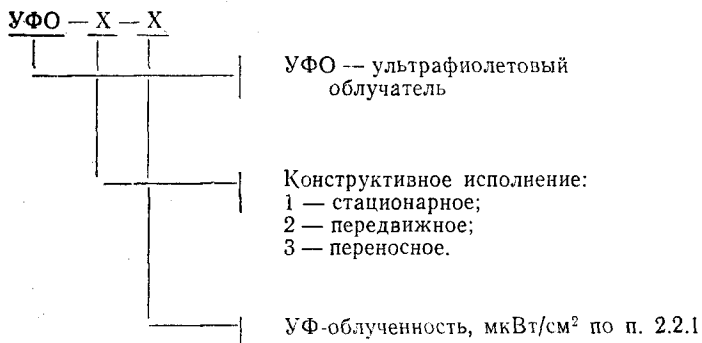 УФО — Х — Х
УФО — ультрафиолетовый
облучатель
Конструктивное исполнение:
1 — стационарное;
2 — передвижное;
3 — переносное.
УФ-облученность, мкВт/см² по п. 2.2.1